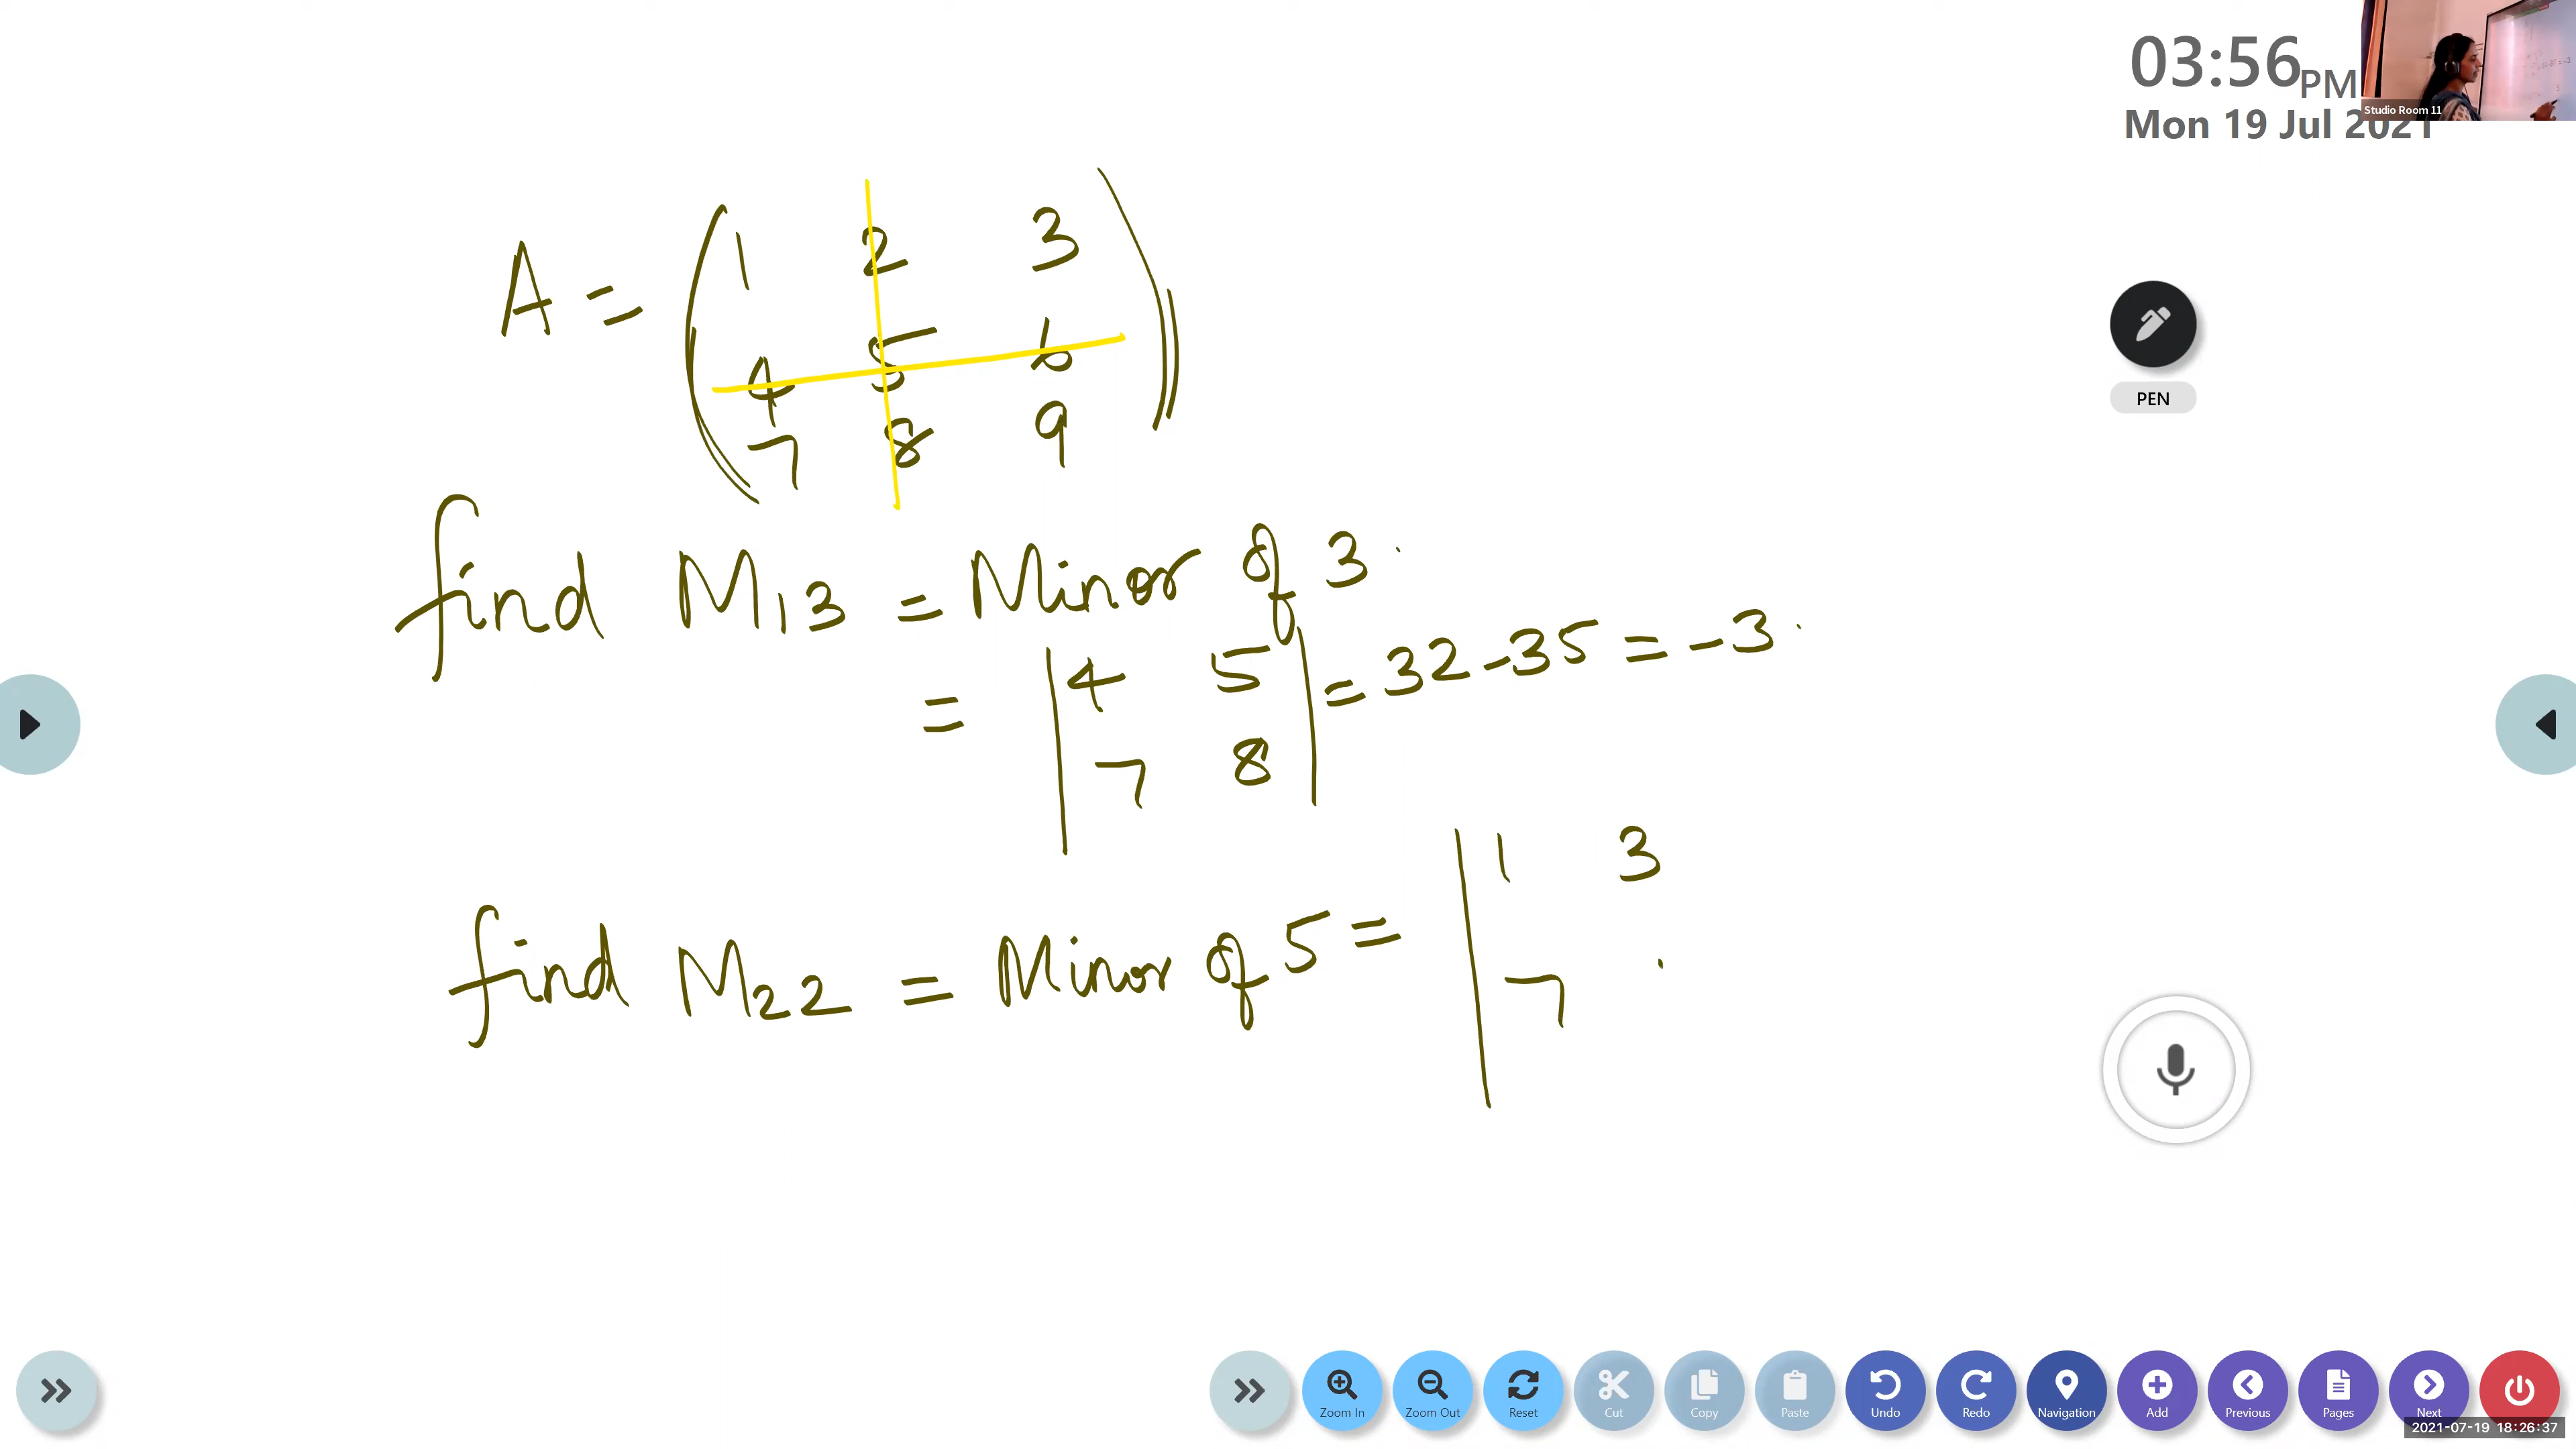 03:56 PM
Studio Room 11
Mon 19 Jul 2021
A = ( 1 2 3
4 5 6
7 8 9 )
PEN
find M13 = Minor of 3.
= | 4 5 | = 32 - 35 = -3.
7 8
find M22 = Minor of 5 = | 1 3
7
Zoom In Zoom Out Reset Cut Copy Paste Undo Redo Navigation Add Previous Pages Next
2021-07-19 18:26:37